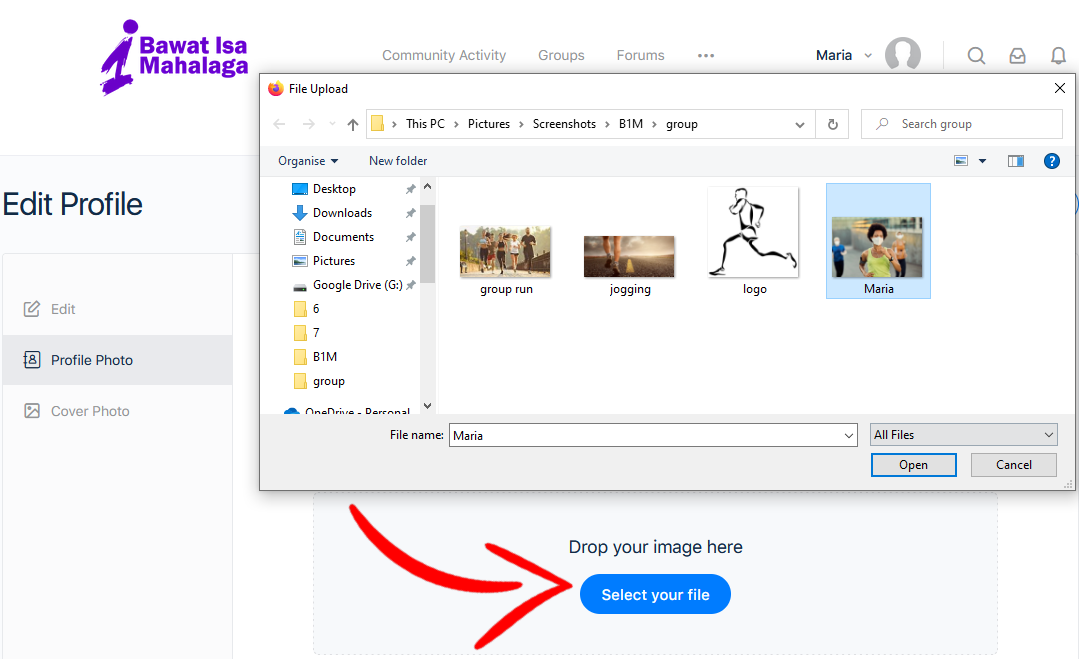 Bawat Isa
Mahalaga
Community Activity
Groups
Forums
Maria
File Upload
This PC
Pictures
Screenshots
B1M
group
Search group
Organise
New folder
Desktop
Downloads
Documents
Pictures
Google Drive (G:)
6
7
B1M
group
OneDrive - Personal
group run
jogging
logo
Maria
File name:
Maria
All Files
Open
Cancel
Edit Profile
Edit
Profile Photo
Cover Photo
Drop your image here
Select your file